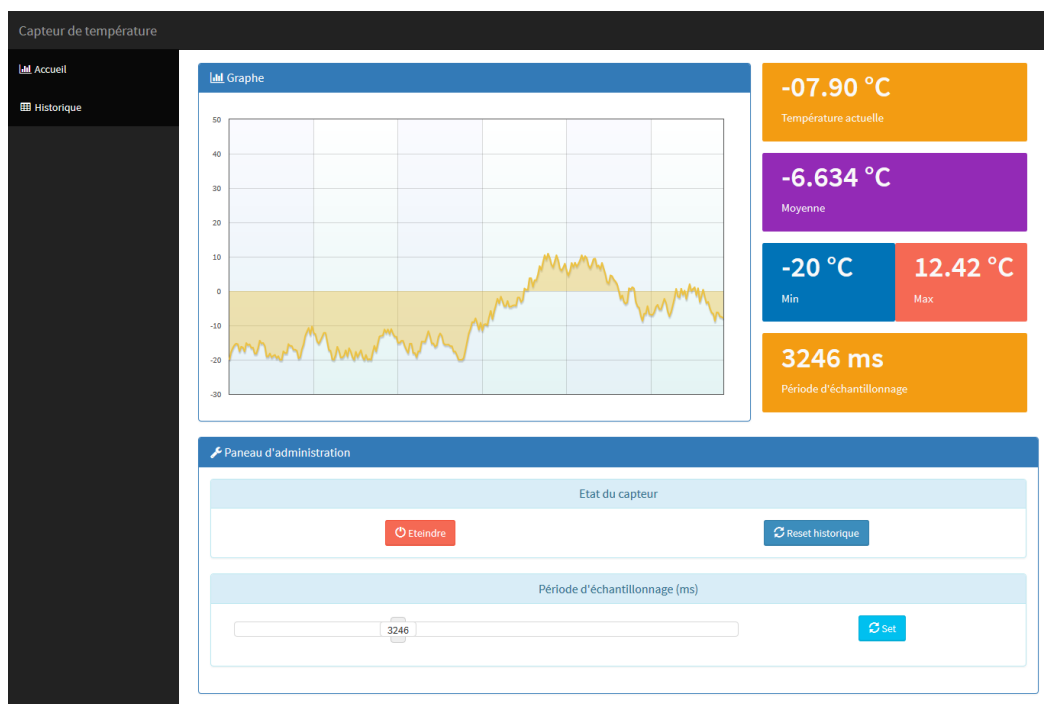 Capteur de température
Accueil
Historique
Graphe
50
40
30
20
10
0
-10
-20
-30
-07.90 °C
Température actuelle
-6.634 °C
Moyenne
-20 °C
Min
12.42 °C
Max
3246 ms
Période d'échantillonnage
Paneau d'administration
Etat du capteur
Eteindre
Reset historique
Période d'échantillonnage (ms)
3246
Set